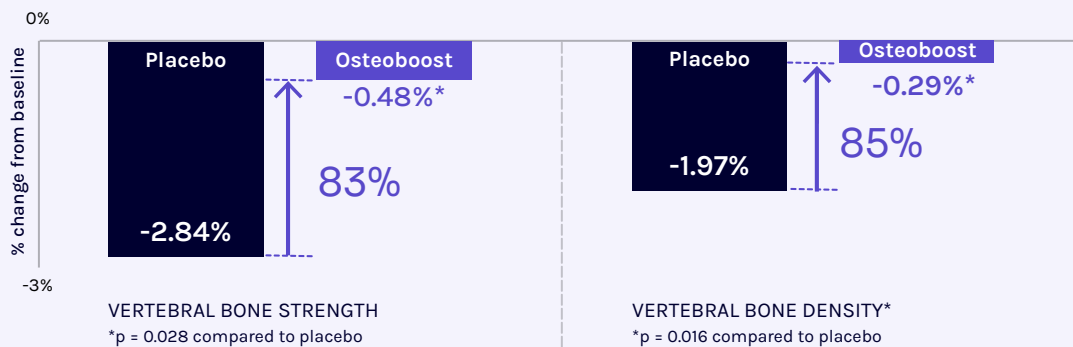 0%
% change from baseline
-3%
Placebo
-2.84%
Osteoboost
-0.48%*
83%
VERTEBRAL BONE STRENGTH
*p = 0.028 compared to placebo
Placebo
-1.97%
Osteoboost
-0.29%*
85%
VERTEBRAL BONE DENSITY*
*p = 0.016 compared to placebo